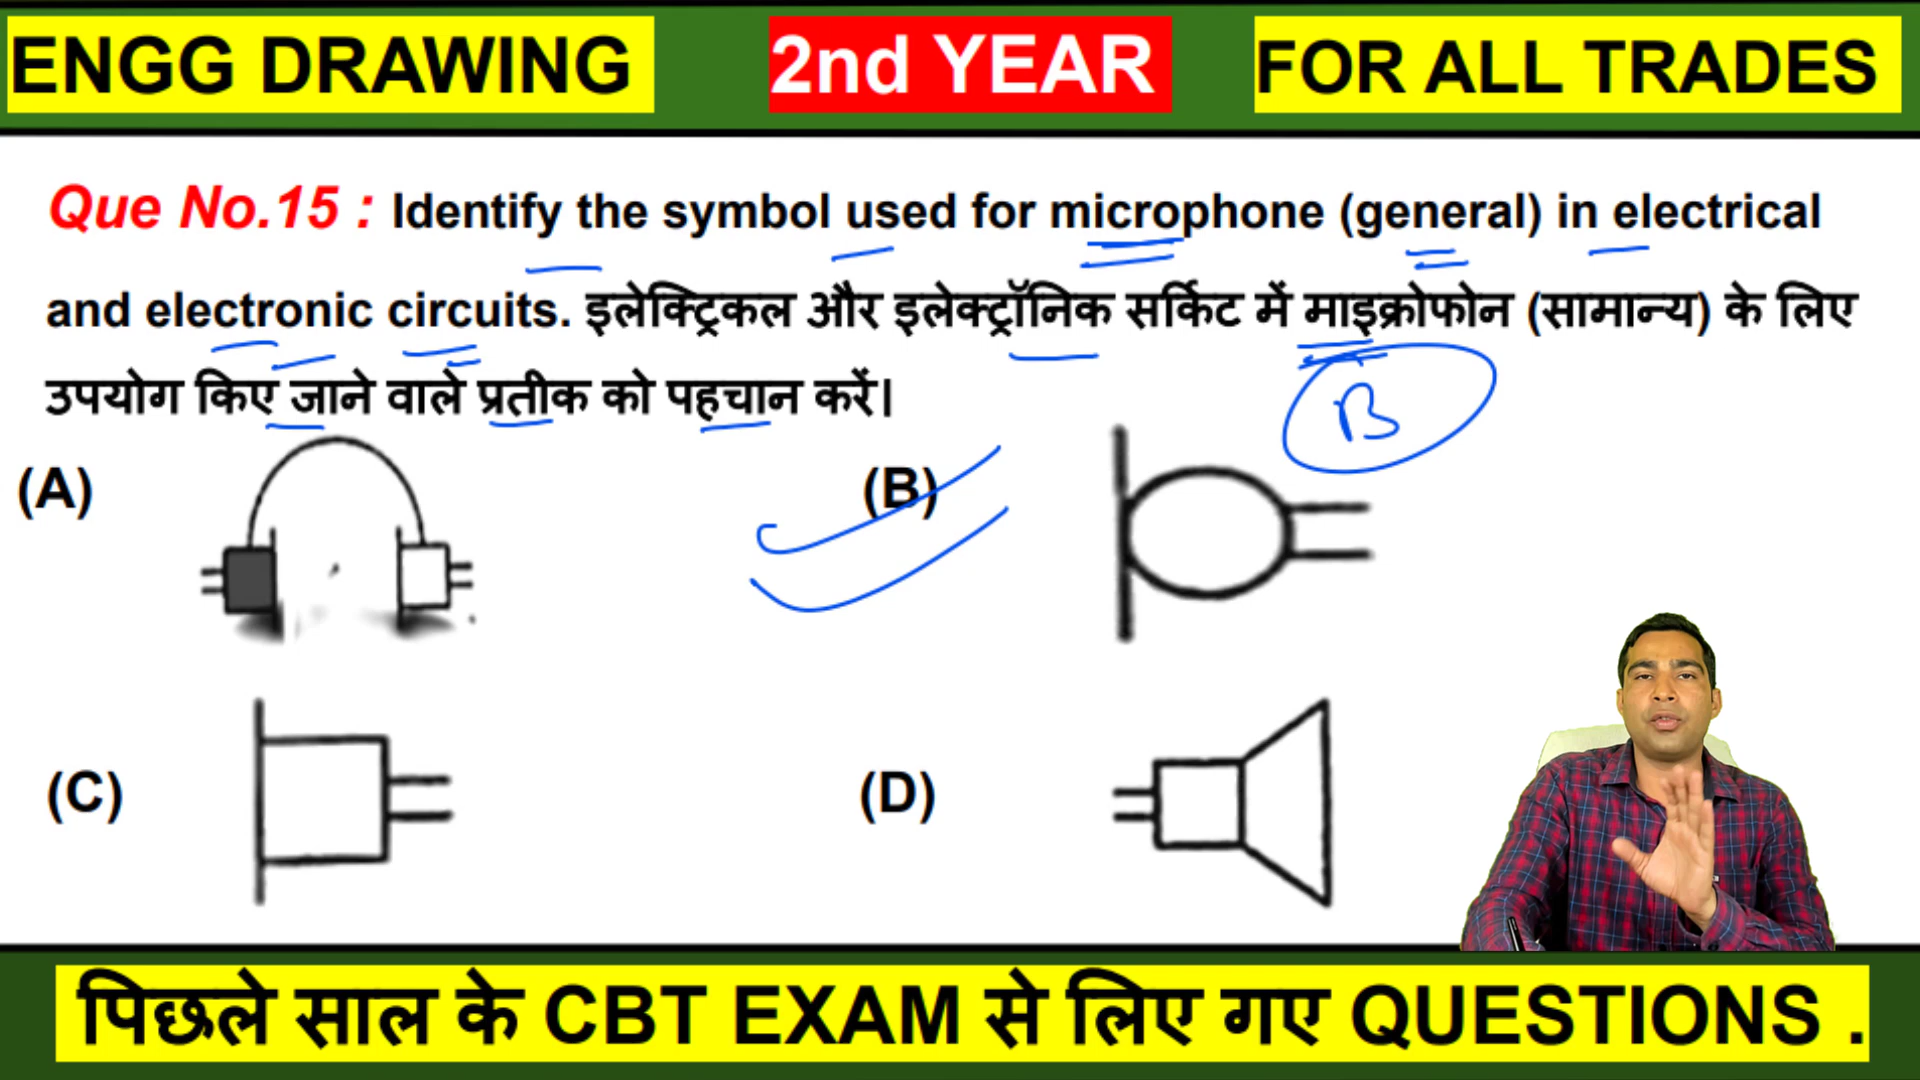 ENGG DRAWING 2nd YEAR FOR ALL TRADES
Que No.15 : Identify the symbol used for microphone (general) in electrical
and electronic circuits. इलेक्ट्रिकल और इलेक्ट्रॉनिक सर्किट में माइक्रोफोन (सामान्य) के लिए
उपयोग किए जाने वाले प्रतीक को पहचान करें।
B
(A) (B)
(C) (D)
पिछले साल के CBT EXAM से लिए गए QUESTIONS .